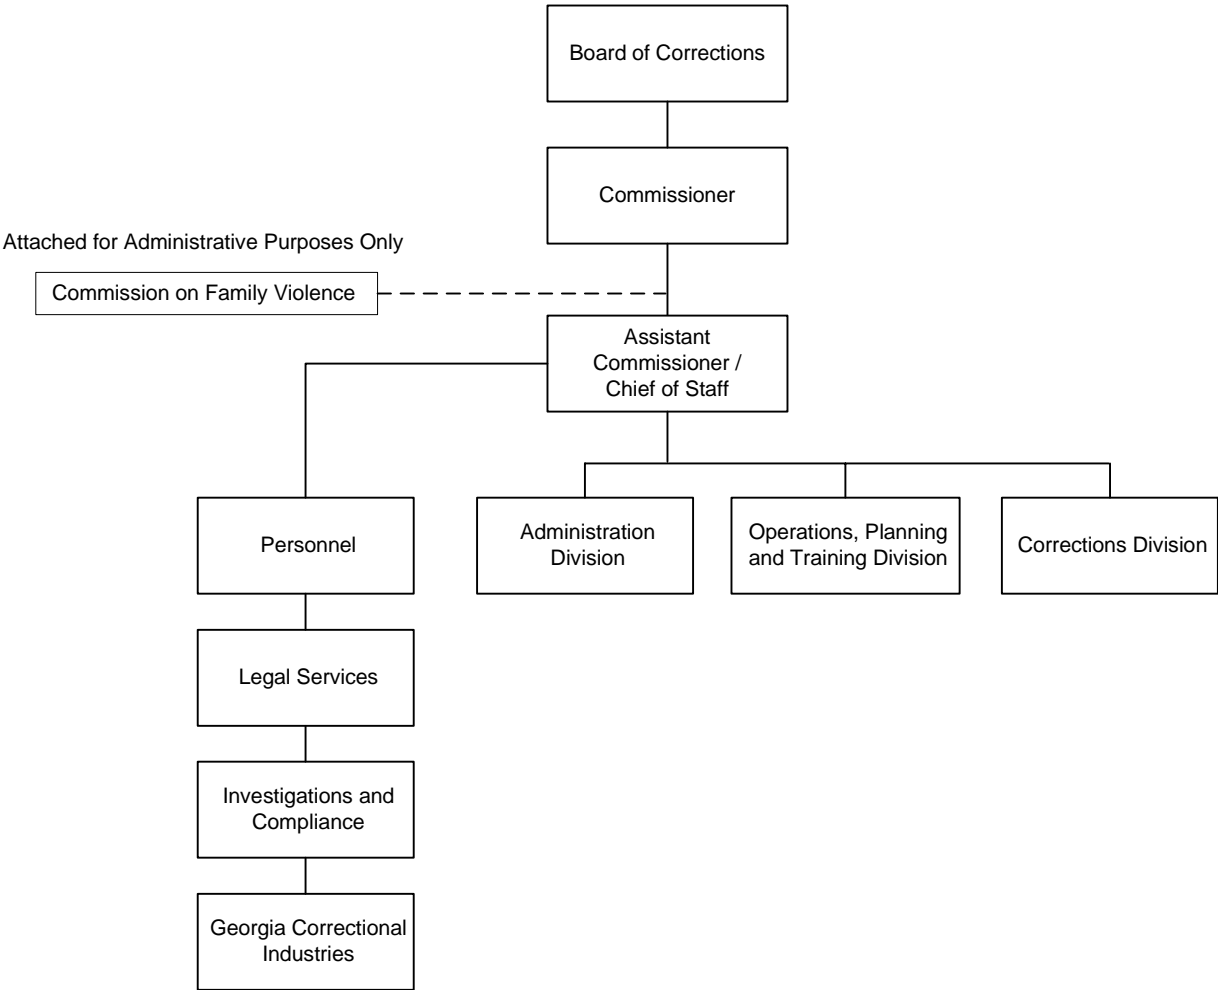 Board of Corrections
Commissioner
Attached for Administrative Purposes Only
Commission on Family Violence
Assistant
Commissioner /
Chief of Staff
Personnel
Administration
Division
Operations, Planning
and Training Division
Corrections Division
Legal Services
Investigations and
Compliance
Georgia Correctional
Industries